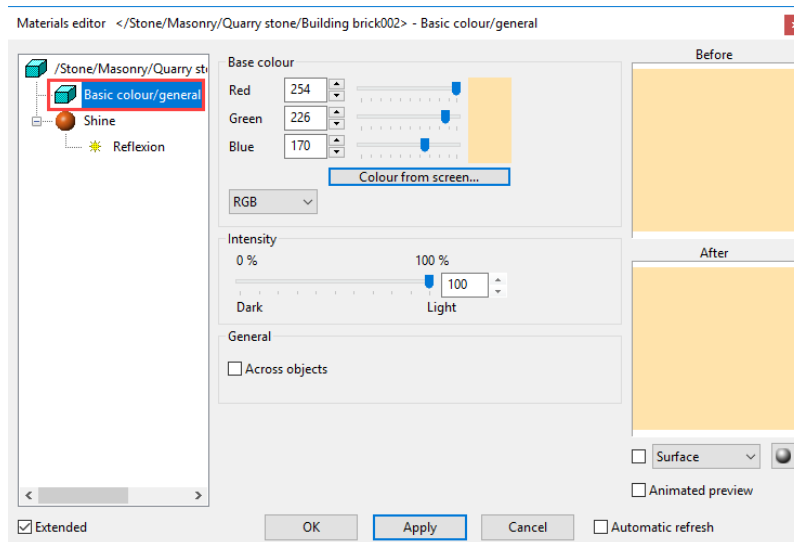 Materials editor </Stone/Masonry/Quarry stone/Building brick002> - Basic colour/general
/Stone/Masonry/Quarry st
Basic colour/general
Shine
Reflexion
Base colour
Red 254
Green 226
Blue 170
Colour from screen...
RGB
Intensity
0 % 100 %
100
Dark Light
General
Across objects
Before
After
Surface
Animated preview
Extended OK Apply Cancel Automatic refresh